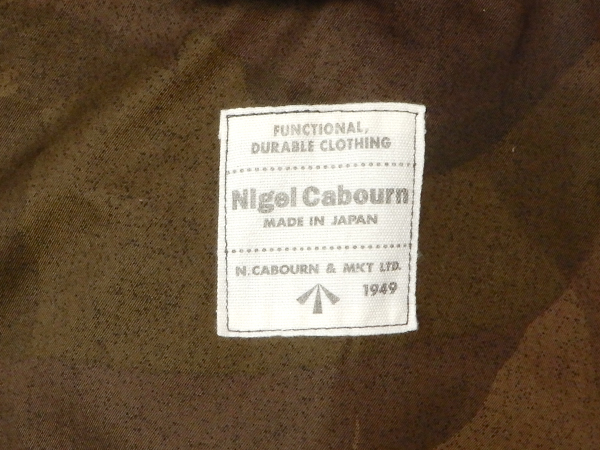 FUNCTIONAL,
DURABLE CLOTHING
Nigel Cabourn
MADE IN JAPAN
N.CABOURN & MKT LTD.
1949